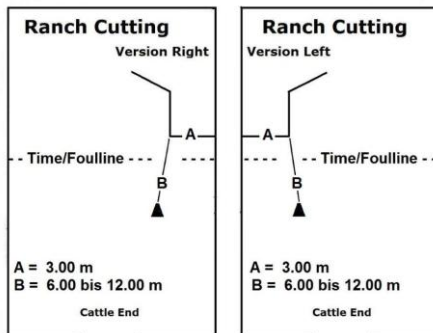 Ranch Cutting
Version Right
A
Time/Foulline
B
A = 3.00 m
B = 6.00 bis 12.00 m
Cattle End
Ranch Cutting
Version Left
A
Time/Foulline
B
A = 3.00 m
B = 6.00 bis 12.00 m
Cattle End